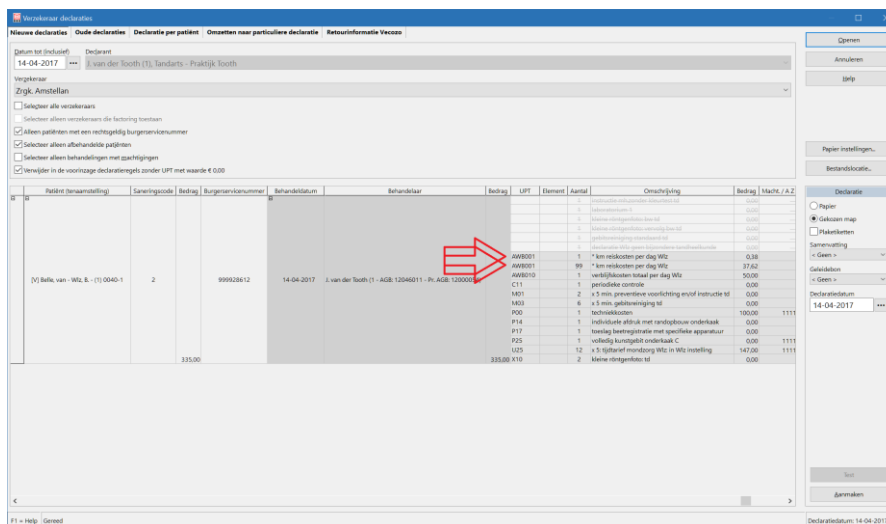 Verzekeraar declaraties
Nieuwe declaraties Oude declaraties Declaratie per patiënt Omzetten naar particuliere declaratie Retourinformatie Vecozo
Datum tot (inclusief) Declarant
14-04-2017 J. van der Tooth (1), Tandarts - Praktijk Tooth
Verzekeraar
Zrgk. Amstellan
Selecteer alle verzekeraars
Selecteer alleen verzekeraars die factoring toestaan
Alleen patiënten met een rechtsgeldig burgerservicenummer
Selecteer alleen afbehandelde patiënten
Selecteer alleen behandelingen met machtigingen
Verwijder in de voorinzage declaratieregels zonder UPT met waarde € 0,00
Patiënt (tenaamstelling) Saneringscode Bedrag Burgerservicenummer Behandeldatum Behandelaar Bedrag UPT Element Aantal Omschrijving Bedrag Macht. / A Z
AWB001 1 * km reiskosten per dag Wlz 0,38
AWB001 99 * km reiskosten per dag Wlz 37,62
AWB010 1 verblijfskosten totaal per dag Wlz 50,00
[V] Belle, van - Wlz, B. - (1) 0040-1 2 999928612 14-04-2017 J. van der Tooth (1 - AGB: 12046011 - Pr. AGB:
C11 1 periodieke controle 0,00
M01 2 x 5 min. preventieve voorlichting en/of instructie td 0,00
M03 6 x 5 min. gebitsreiniging td 0,00
P00 1 techniekkosten 100,00 1111
P14 1 individuele afdruk met randopbouw onderkaak 0,00
P17 1 toeslag beetregistratie met specifieke apparatuur 0,00
P25 1 volledig kunstgebit onderkaak C 0,00 1111
U25 12 x 5: tijdtarief mondzorg Wlz in Wlz instelling 147,00 1111
335,00 335,00 X10 2 kleine röntgenfoto: td 0,00
F1 = Help Gereed
Openen
Annuleren
Help
Papier instellingen...
Bestandslocatie...
Declaratie
Papier
Gekozen map
Plaketiketten
Samenvatting
< Geen >
Geleidebon
< Geen >
Declaratiedatum
14-04-2017
Test
Aanmaken
Declaratiedatum: 14-04-201